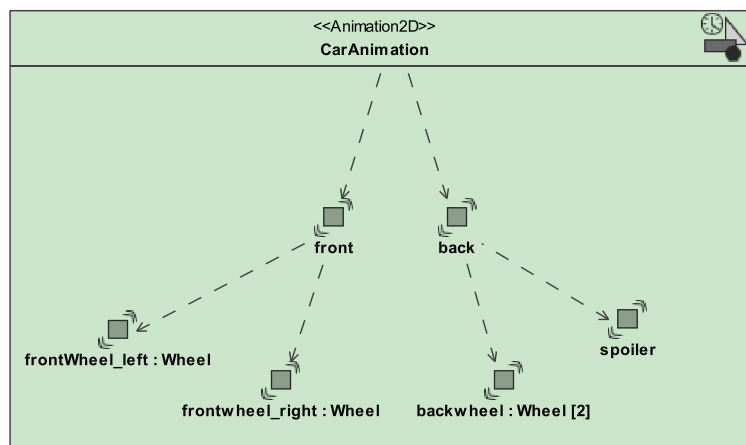 <<Animation2D>>
CarAnimation
front
back
frontWheel_left : Wheel
spoiler
frontwheel_right : Wheel
backwheel : Wheel [2]